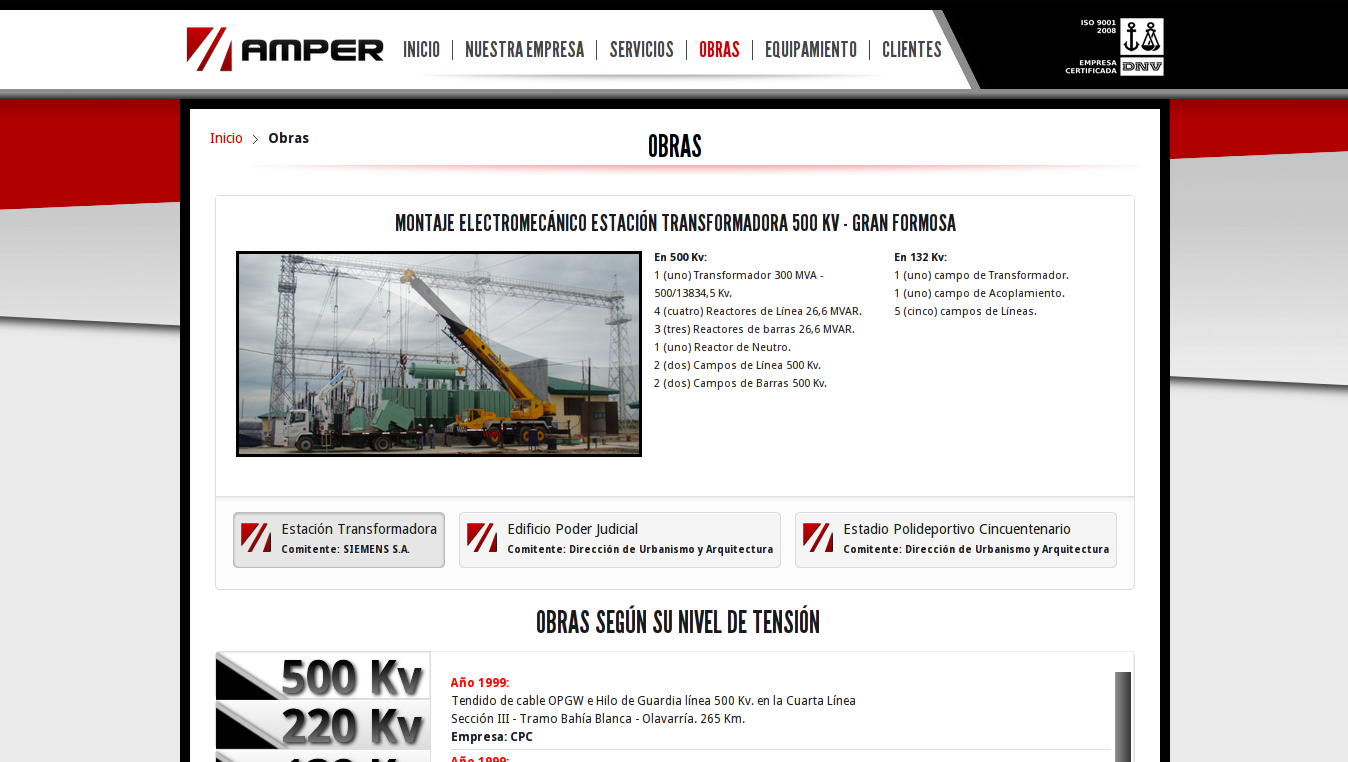 AMPER
INICIO
NUESTRA EMPRESA
SERVICIOS
OBRAS
EQUIPAMIENTO
CLIENTES
ISO 9001
2008
EMPRESA
CERTIFICADA
DNV
Inicio
Obras
OBRAS
MONTAJE ELECTROMECÁNICO ESTACIÓN TRANSFORMADORA 500 KV - GRAN FORMOSA
En 500 Kv:
1 (uno) Transformador 300 MVA -
500/13834,5 Kv.
4 (cuatro) Reactores de Línea 26,6 MVAR.
3 (tres) Reactores de barras 26,6 MVAR.
1 (uno) Reactor de Neutro.
2 (dos) Campos de Línea 500 Kv.
2 (dos) Campos de Barras 500 Kv.
En 132 Kv:
1 (uno) campo de Transformador.
1 (uno) campo de Acoplamiento.
5 (cinco) campos de Líneas.
Estación Transformadora
Comitente: SIEMENS S.A.
Edificio Poder Judicial
Comitente: Dirección de Urbanismo y Arquitectura
Estadio Polideportivo Cincuentenario
Comitente: Dirección de Urbanismo y Arquitectura
OBRAS SEGÚN SU NIVEL DE TENSIÓN
500 Kv
220 Kv
Año 1999:
Tendido de cable OPGW e Hilo de Guardia línea 500 Kv. en la Cuarta Línea
Sección III - Tramo Bahía Blanca - Olavarría. 265 Km.
Empresa: CPC
Año 1999: